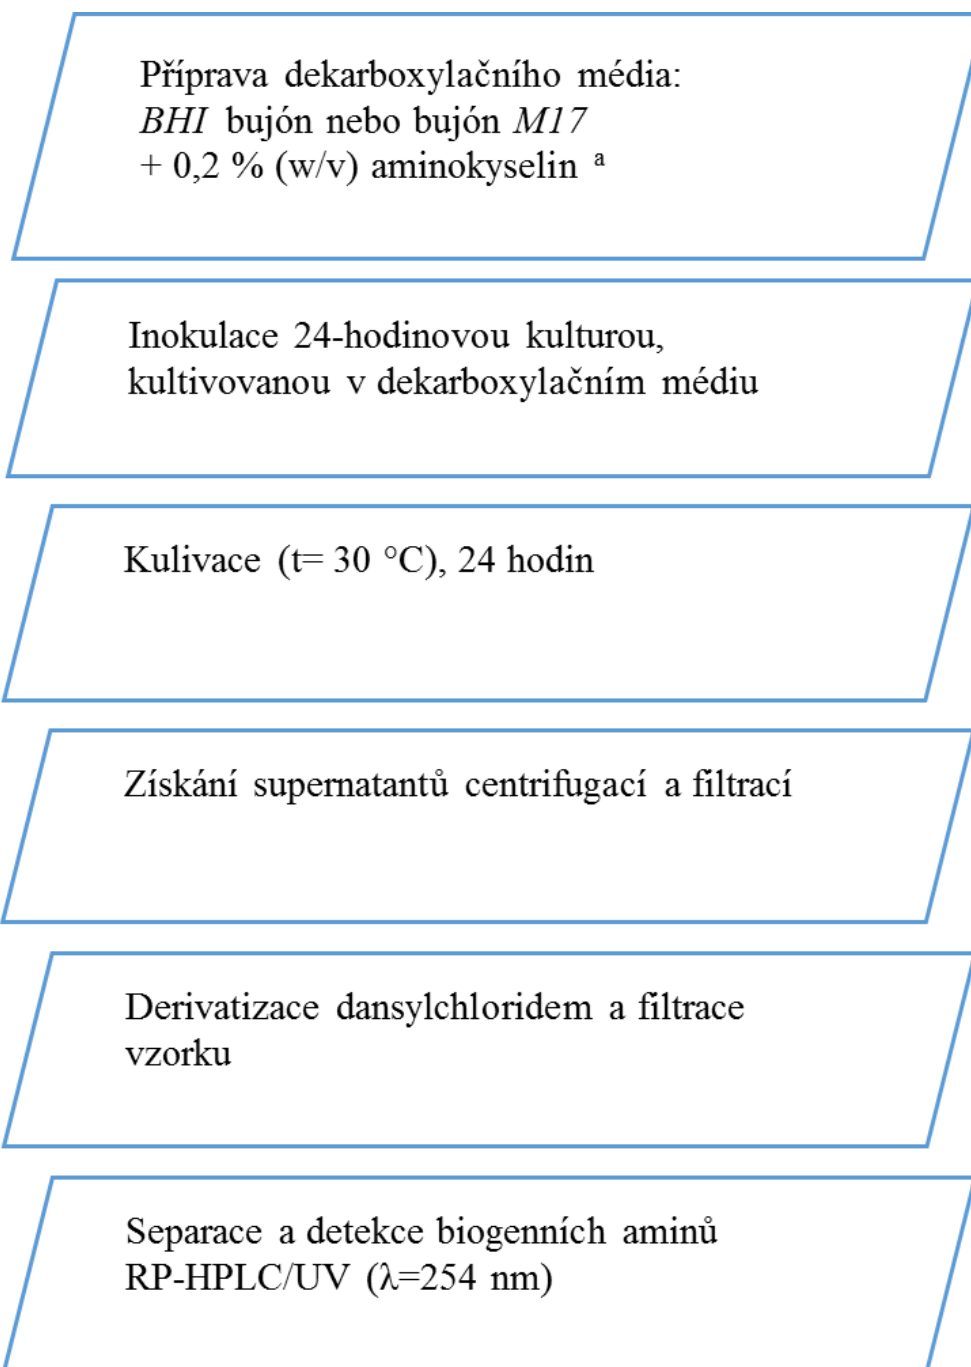 Příprava dekarboxylačního média:
BHI bujón nebo bujón M17
+ 0,2 % (w/v) aminokyselin ᵃ
Inokulace 24-hodinovou kulturou,
kultivovanou v dekarboxylačním médiu
Kulivace (t= 30 °C), 24 hodin
Získání supernatantů centrifugací a filtrací
Derivatizace dansylchloridem a filtrace
vzorku
Separace a detekce biogenních aminů
RP-HPLC/UV (λ=254 nm)